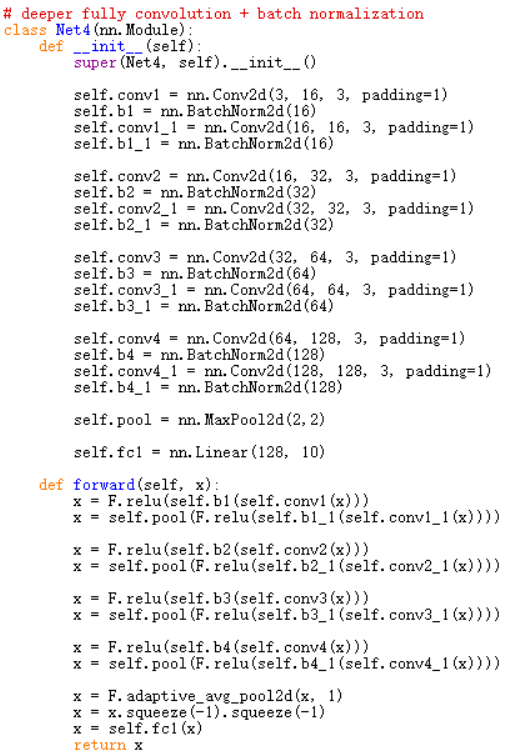 # deeper fully convolution + batch normalization
class Net4(nn.Module):
    def __init__(self):
        super(Net4, self).__init__()

        self.conv1 = nn.Conv2d(3, 16, 3, padding=1)
        self.b1 = nn.BatchNorm2d(16)
        self.conv1_1 = nn.Conv2d(16, 16, 3, padding=1)
        self.b1_1 = nn.BatchNorm2d(16)

        self.conv2 = nn.Conv2d(16, 32, 3, padding=1)
        self.b2 = nn.BatchNorm2d(32)
        self.conv2_1 = nn.Conv2d(32, 32, 3, padding=1)
        self.b2_1 = nn.BatchNorm2d(32)

        self.conv3 = nn.Conv2d(32, 64, 3, padding=1)
        self.b3 = nn.BatchNorm2d(64)
        self.conv3_1 = nn.Conv2d(64, 64, 3, padding=1)
        self.b3_1 = nn.BatchNorm2d(64)

        self.conv4 = nn.Conv2d(64, 128, 3, padding=1)
        self.b4 = nn.BatchNorm2d(128)
        self.conv4_1 = nn.Conv2d(128, 128, 3, padding=1)
        self.b4_1 = nn.BatchNorm2d(128)

        self.pool = nn.MaxPool2d(2,2)

        self.fc1 = nn.Linear(128, 10)

    def forward(self, x):
        x = F.relu(self.b1(self.conv1(x)))
        x = self.pool(F.relu(self.b1_1(self.conv1_1(x))))

        x = F.relu(self.b2(self.conv2(x)))
        x = self.pool(F.relu(self.b2_1(self.conv2_1(x))))

        x = F.relu(self.b3(self.conv3(x)))
        x = self.pool(F.relu(self.b3_1(self.conv3_1(x))))

        x = F.relu(self.b4(self.conv4(x)))
        x = self.pool(F.relu(self.b4_1(self.conv4_1(x))))

        x = F.adaptive_avg_pool2d(x, 1)
        x = x.squeeze(-1).squeeze(-1)
        x = self.fc1(x)
        return x